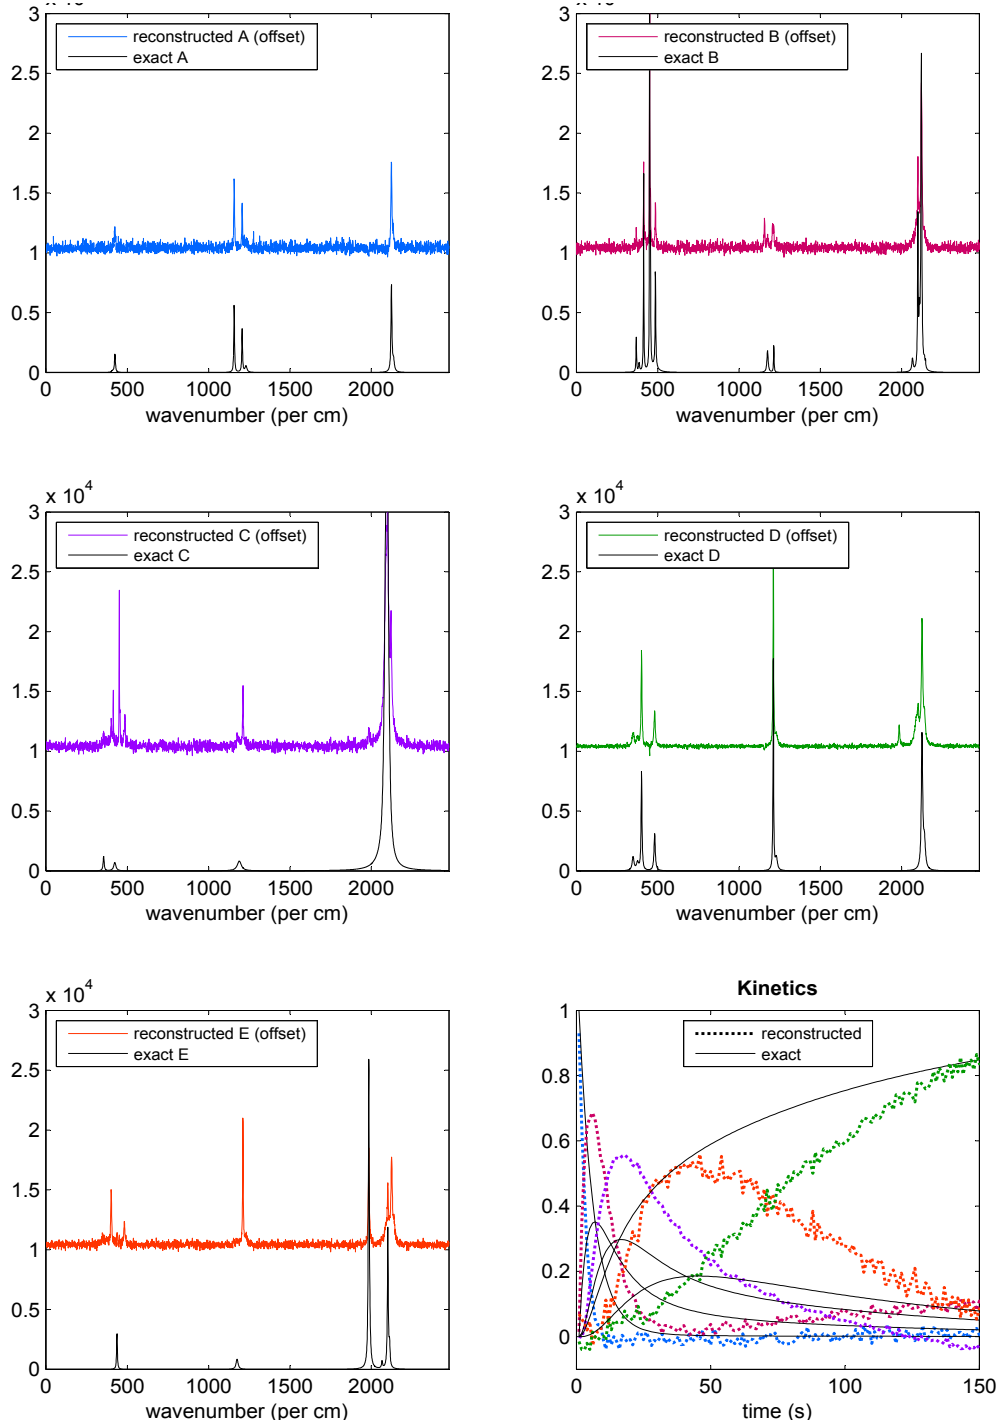 3
reconstructed A (offset)
exact A
2.5
2
1.5
1
0.5
0
0 500 1000 1500 2000
wavenumber (per cm)
3
reconstructed B (offset)
exact B
2.5
2
1.5
1
0.5
0
0 500 1000 1500 2000
wavenumber (per cm)
x 10^4
3
reconstructed C (offset)
exact C
2.5
2
1.5
1
0.5
0
0 500 1000 1500 2000
wavenumber (per cm)
x 10^4
3
reconstructed D (offset)
exact D
2.5
2
1.5
1
0.5
0
0 500 1000 1500 2000
wavenumber (per cm)
x 10^4
3
reconstructed E (offset)
exact E
2.5
2
1.5
1
0.5
0
0 500 1000 1500 2000
wavenumber (per cm)
Kinetics
1
reconstructed
exact
0.8
0.6
0.4
0.2
0
0 50 100 150
time (s)